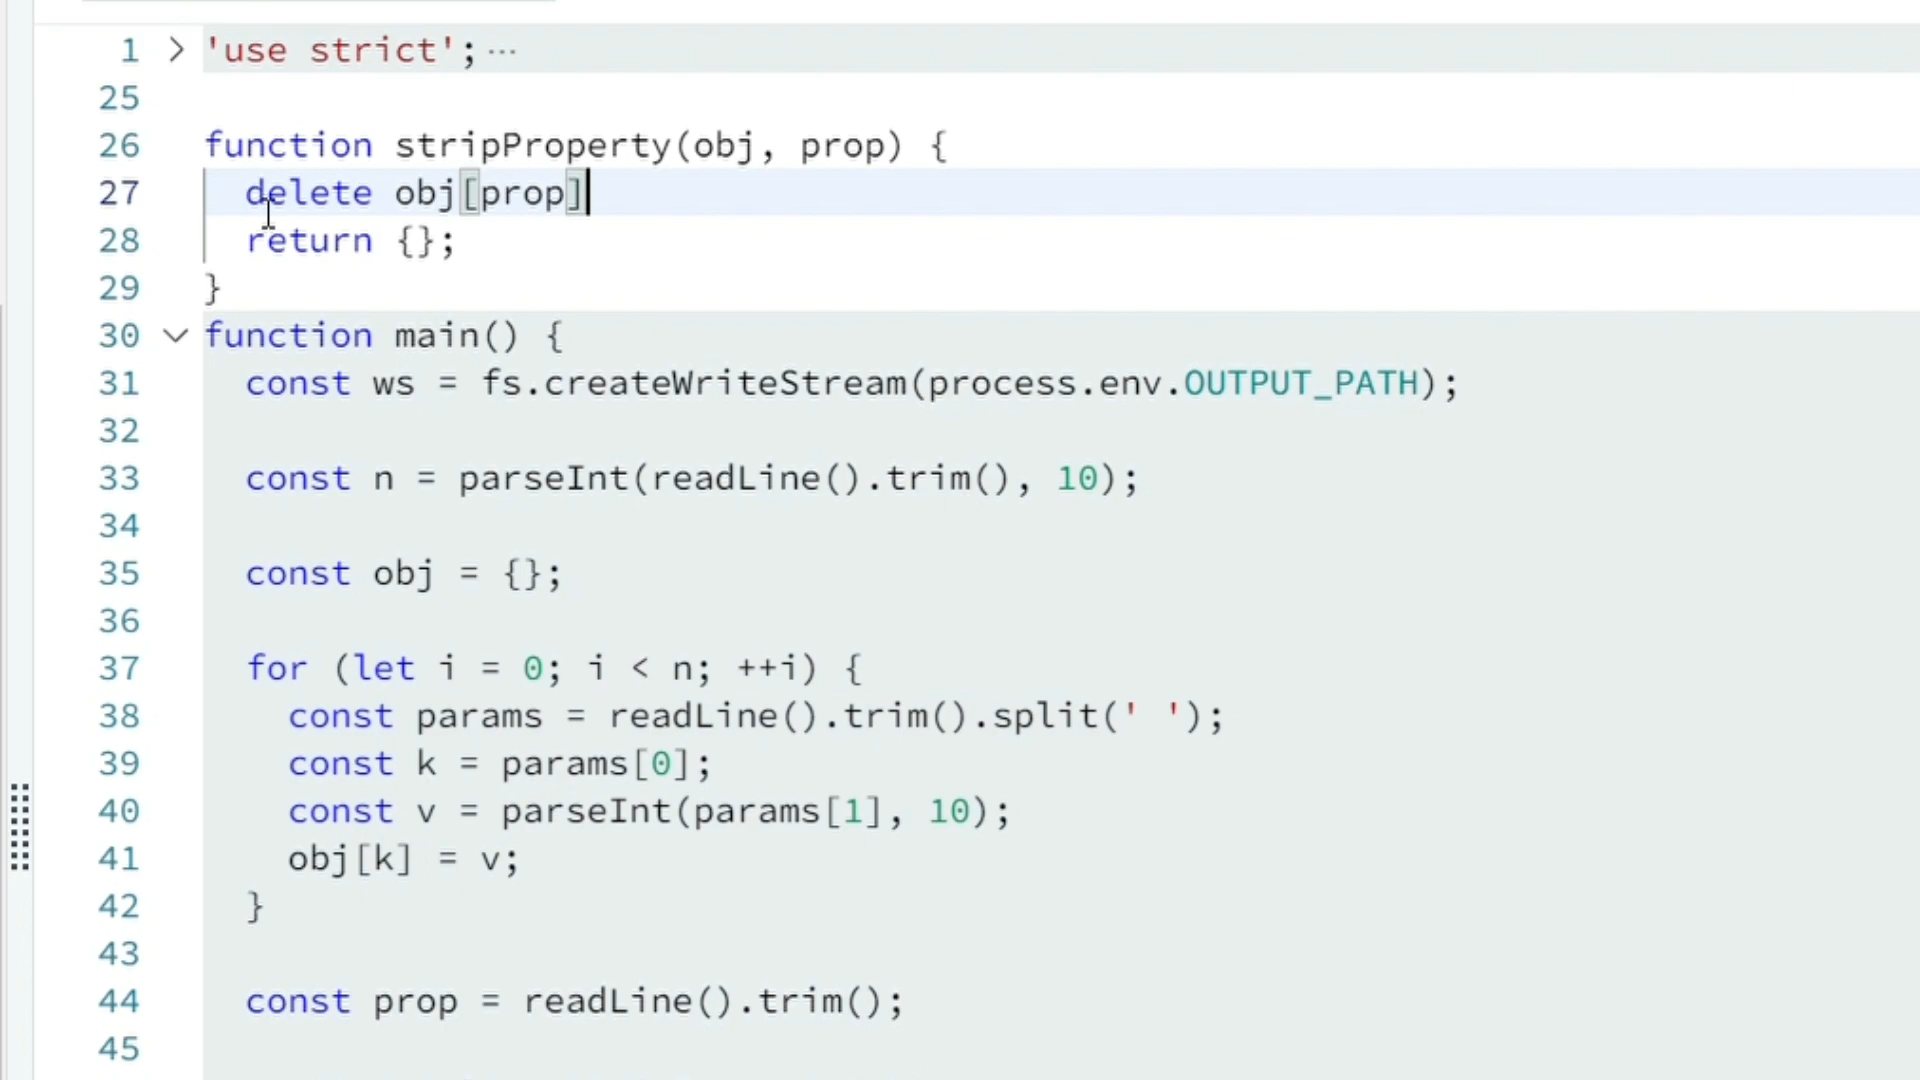 1 'use strict'; ...
25
26 function stripProperty(obj, prop) {
27 delete obj[prop]
28 return {};
29 }
30 function main() {
31 const ws = fs.createWriteStream(process.env.OUTPUT_PATH);
32
33 const n = parseInt(readLine().trim(), 10);
34
35 const obj = {};
36
37 for (let i = 0; i < n; ++i) {
38 const params = readLine().trim().split(' ');
39 const k = params[0];
40 const v = parseInt(params[1], 10);
41 obj[k] = v;
42 }
43
44 const prop = readLine().trim();
45